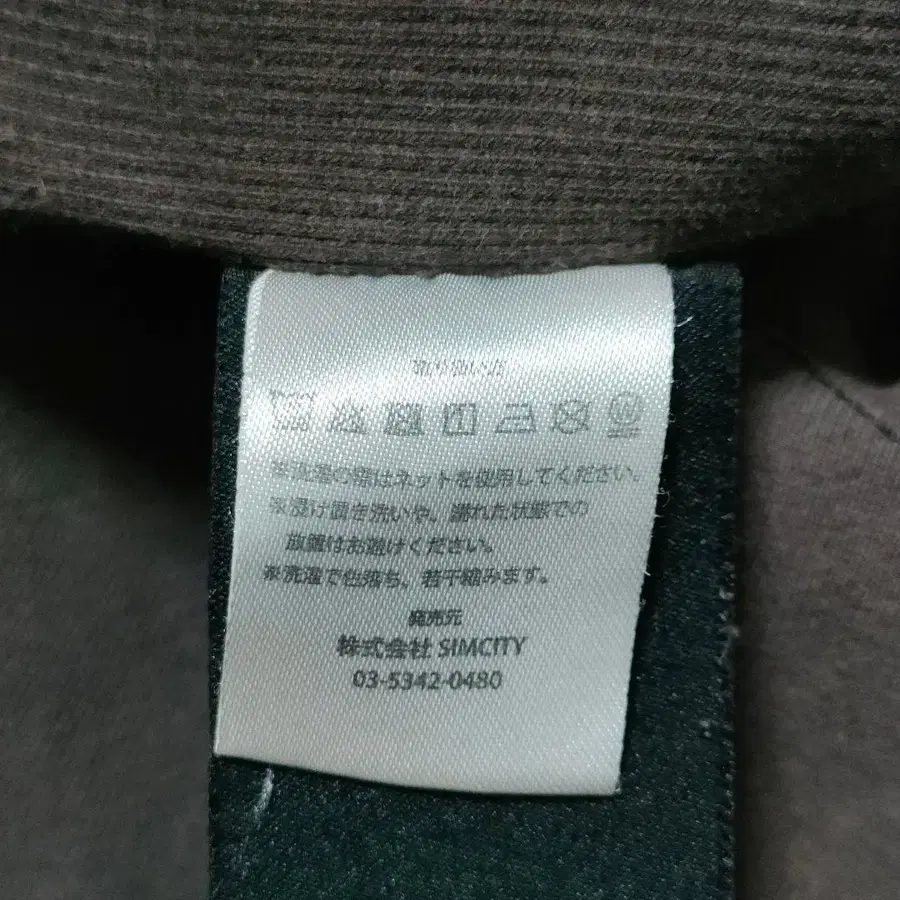 取り扱い方
※洗濯の際はネットを使用してください。
※浸け置き洗いや、濡れた状態での
放置はお避けください。
※洗濯で色落ち、若干縮みます。
発売元
株式会社 SIMCITY
03-5342-0480